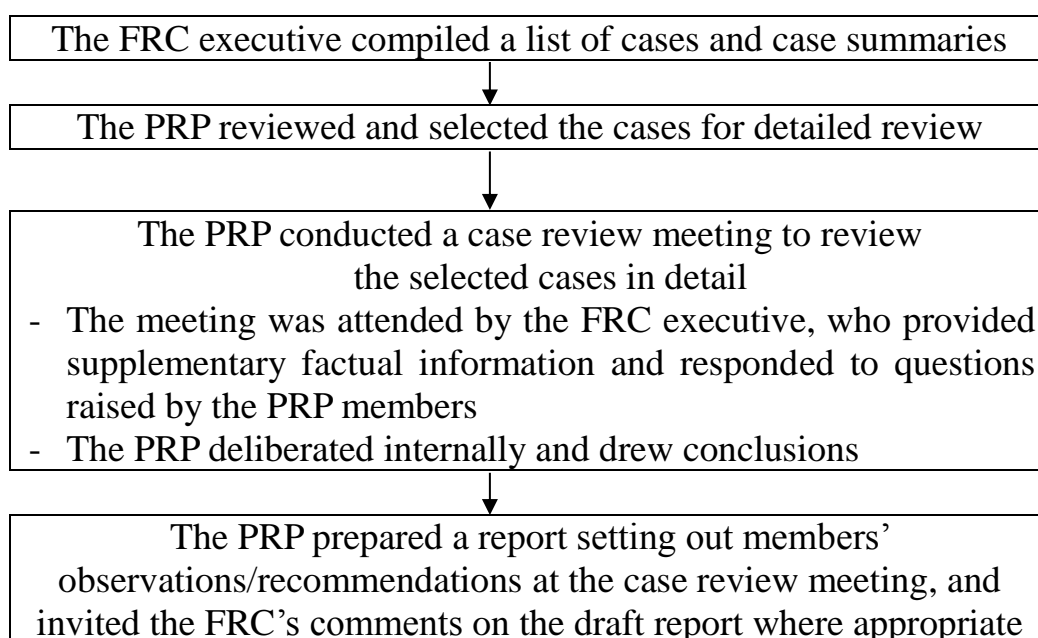 The FRC executive compiled a list of cases and case summaries
The PRP reviewed and selected the cases for detailed review
The PRP conducted a case review meeting to review
the selected cases in detail
- The meeting was attended by the FRC executive, who provided
supplementary factual information and responded to questions
raised by the PRP members
- The PRP deliberated internally and drew conclusions
The PRP prepared a report setting out members’
observations/recommendations at the case review meeting, and
invited the FRC’s comments on the draft report where appropriate